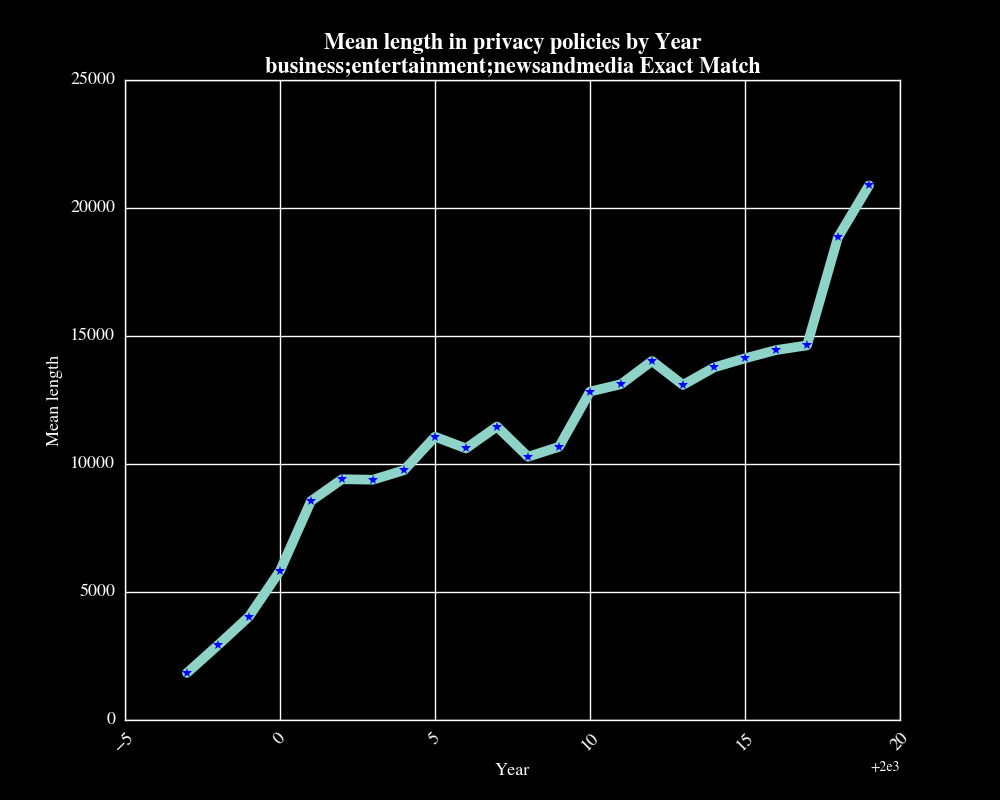 Mean length in privacy policies by Year
business;entertainment;newsandmedia Exact Match
25000
20000
15000
10000
5000
0
Mean length
−5
0
5
10
15
20
+2e3
Year